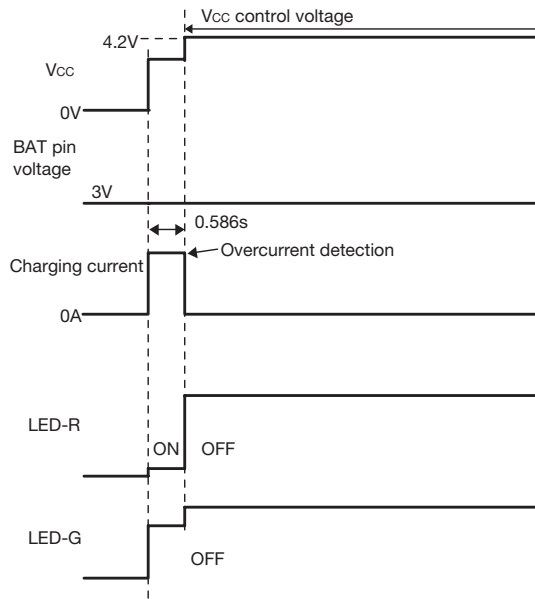 Vcc control voltage
4.2V
Vcc
0V
BAT pin
voltage
3V
0.586s
Overcurrent detection
Charging current
0A
LED-R
ON OFF
LED-G
OFF